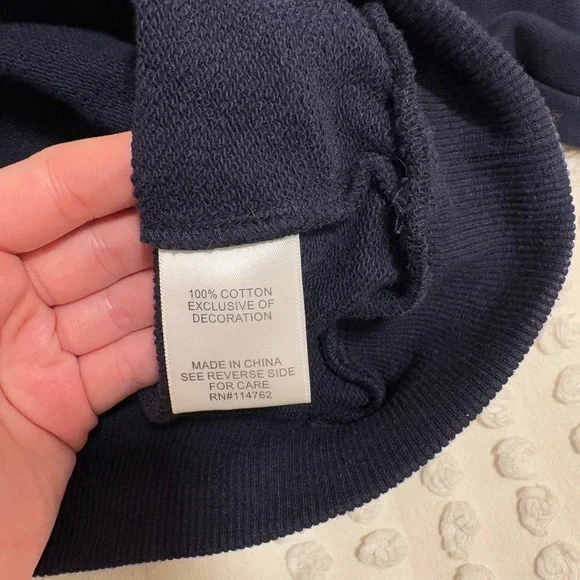 100% COTTON
EXCLUSIVE OF
DECORATION
MADE IN CHINA
SEE REVERSE SIDE
FOR CARE
RN#114762